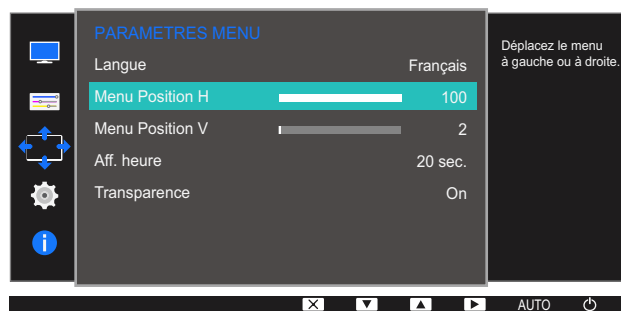 PARAMETRES MENU
Langue Français
Menu Position H 100
Menu Position V 2
Aff. heure 20 sec.
Transparence On
Déplacez le menu
à gauche ou à droite.
i
AUTO